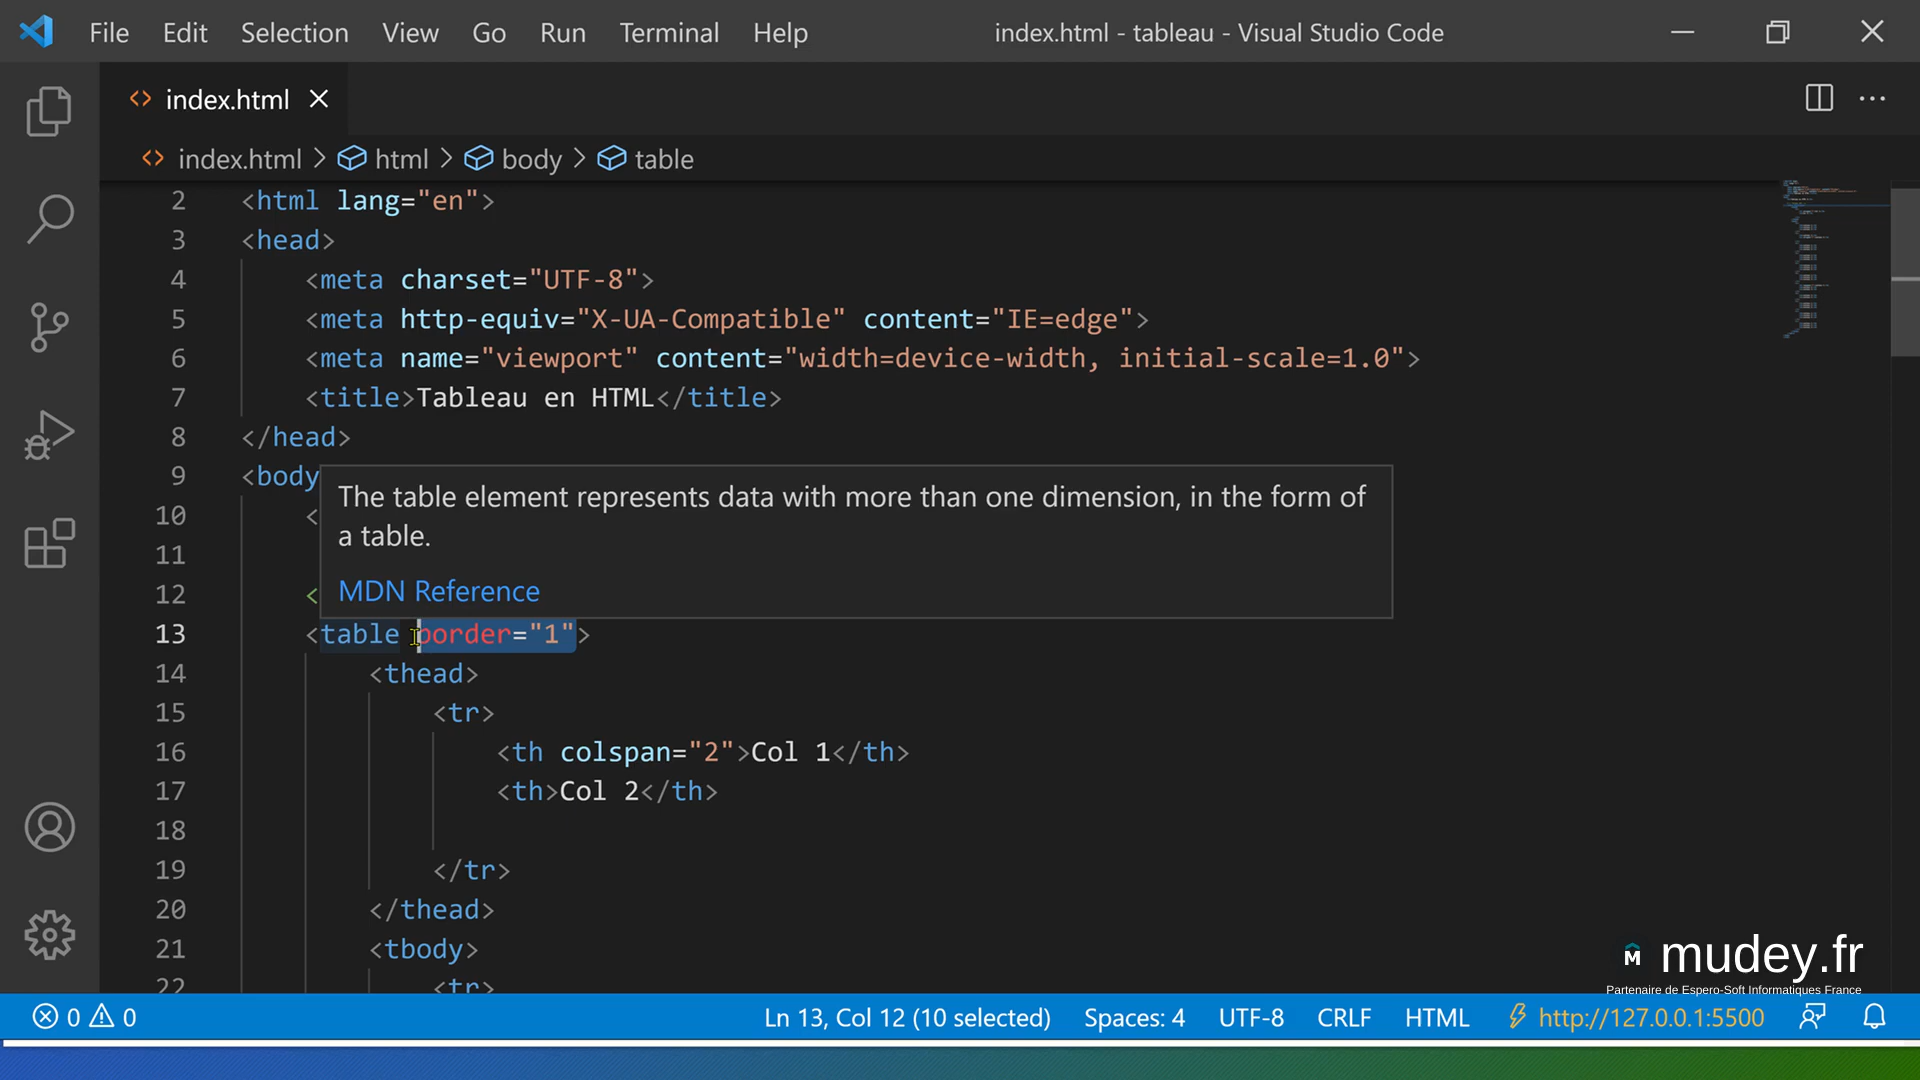 File Edit Selection View Go Run Terminal Help index.html - tableau - Visual Studio Code
index.html
index.html > html > body > table
2 <html lang="en">
3 <head>
4 <meta charset="UTF-8">
5 <meta http-equiv="X-UA-Compatible" content="IE=edge">
6 <meta name="viewport" content="width=device-width, initial-scale=1.0">
7 <title>Tableau en HTML</title>
8 </head>
9 <body
The table element represents data with more than one dimension, in the form of
a table.
MDN Reference
10 <
11
12 <
13 <table border="1">
14 <thead>
15 <tr>
16 <th colspan="2">Col 1</th>
17 <th>Col 2</th>
18
19 </tr>
20 </thead>
21 <tbody>
22 <tr>
M mudey.fr
Partenaire de Espero-Soft Informatiques France
0 0 Ln 13, Col 12 (10 selected) Spaces: 4 UTF-8 CRLF HTML http://127.0.0.1:5500